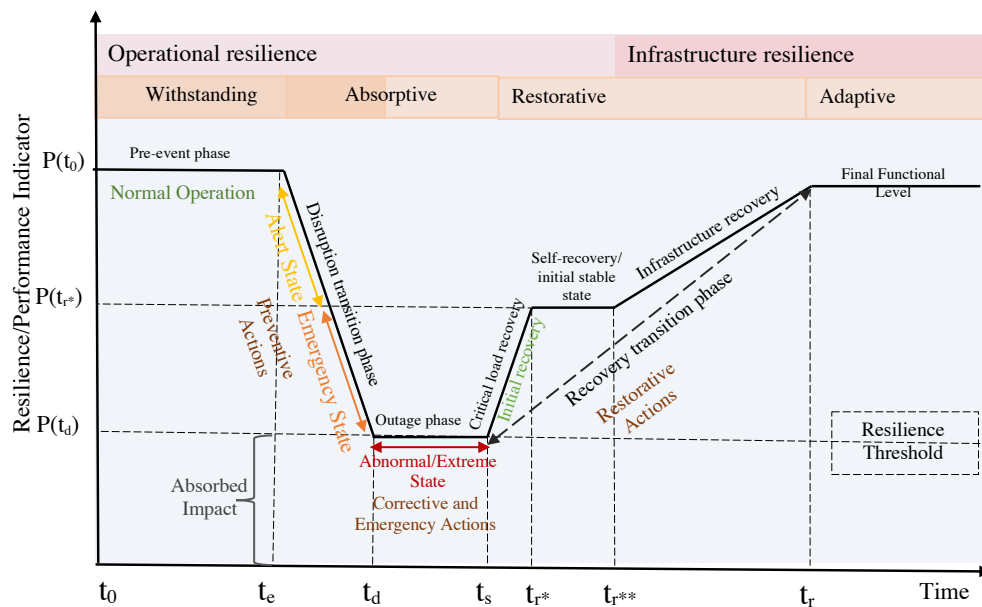 Operational resilience
Infrastructure resilience
Withstanding
Absorptive
Restorative
Adaptive
Resilience/Performance Indicator
P(t0)
Pre-event phase
Normal Operation
Final Functional
Level
Alert State
Disruption transition phase
Self-recovery/
initial stable
state
Infrastructure recovery
P(tr*)
Preventive
Actions
Emergency State
Critical load recovery
Initial recovery
Recovery transition phase
Restorative
Actions
P(td)
Outage phase
Resilience
Threshold
Abnormal/Extreme
State
Corrective and
Emergency Actions
Absorbed
Impact
t0
te
td
ts
tr*
tr**
tr
Time